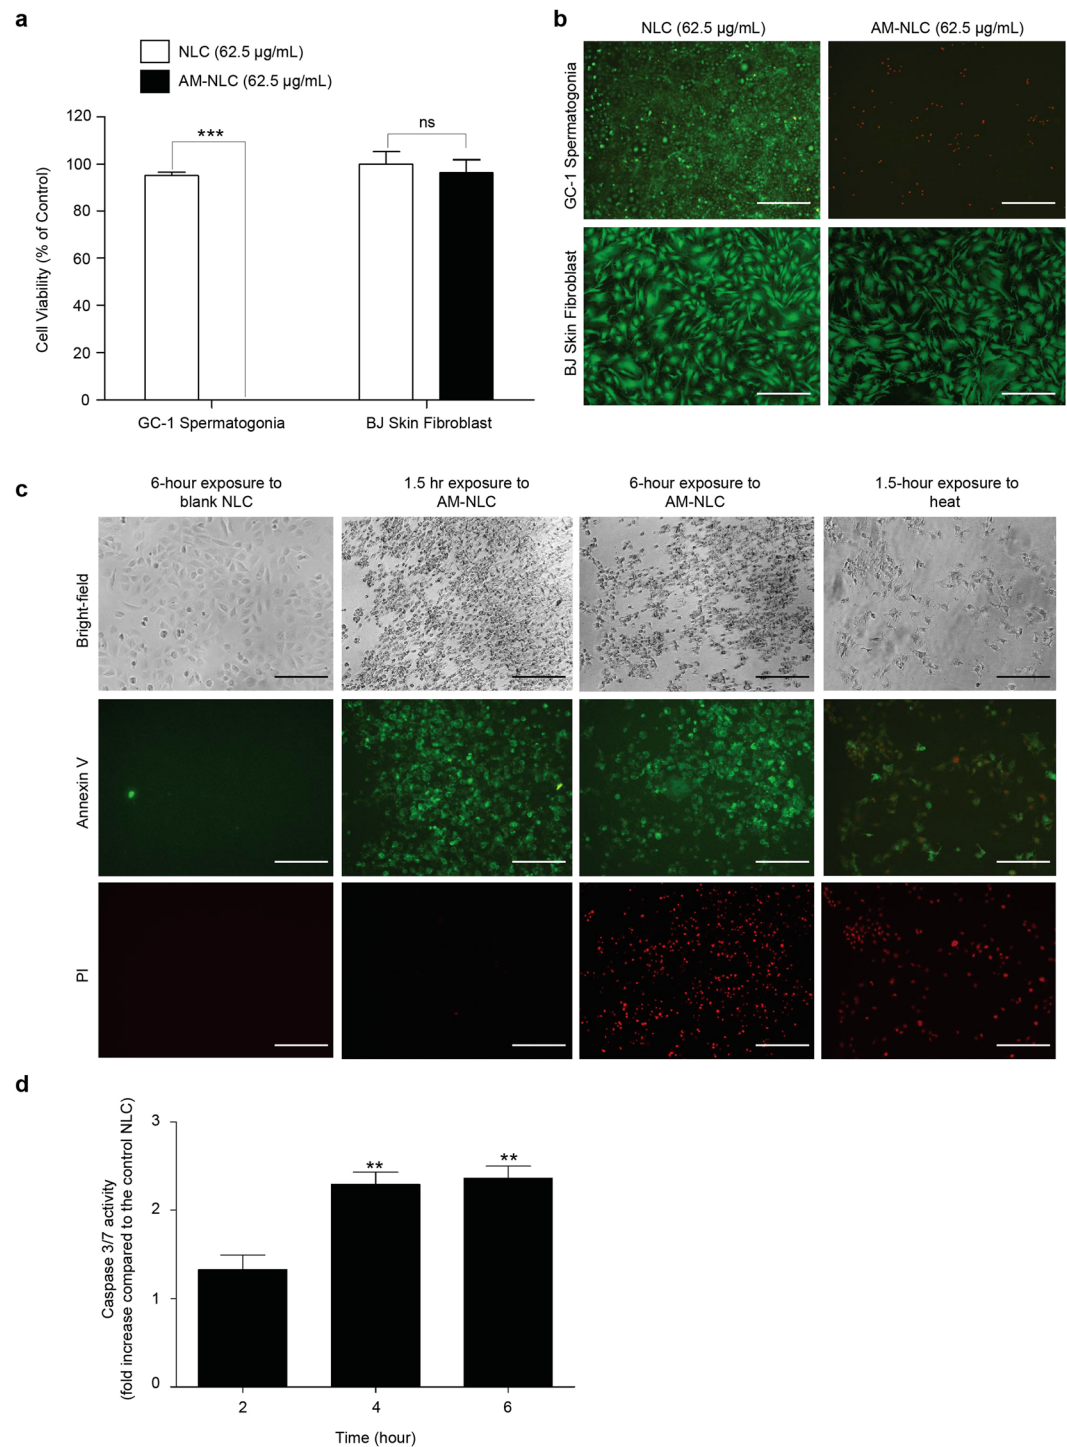 a
NLC (62.5 µg/mL)
AM-NLC (62.5 µg/mL)
Cell Viability (% of Control)
120
100
80
60
40
20
0
***
ns
GC-1 Spermatogonia
BJ Skin Fibroblast
b
NLC (62.5 µg/mL)
AM-NLC (62.5 µg/mL)
GC-1 Spermatogonia
BJ Skin Fibroblast
c
6-hour exposure to
blank NLC
1.5 hr exposure to
AM-NLC
6-hour exposure to
AM-NLC
1.5-hour exposure to
heat
Bright-field
Annexin V
PI
d
Caspase 3/7 activity
(fold increase compared to the control NLC)
3
2
1
0
**
**
2
4
6
Time (hour)